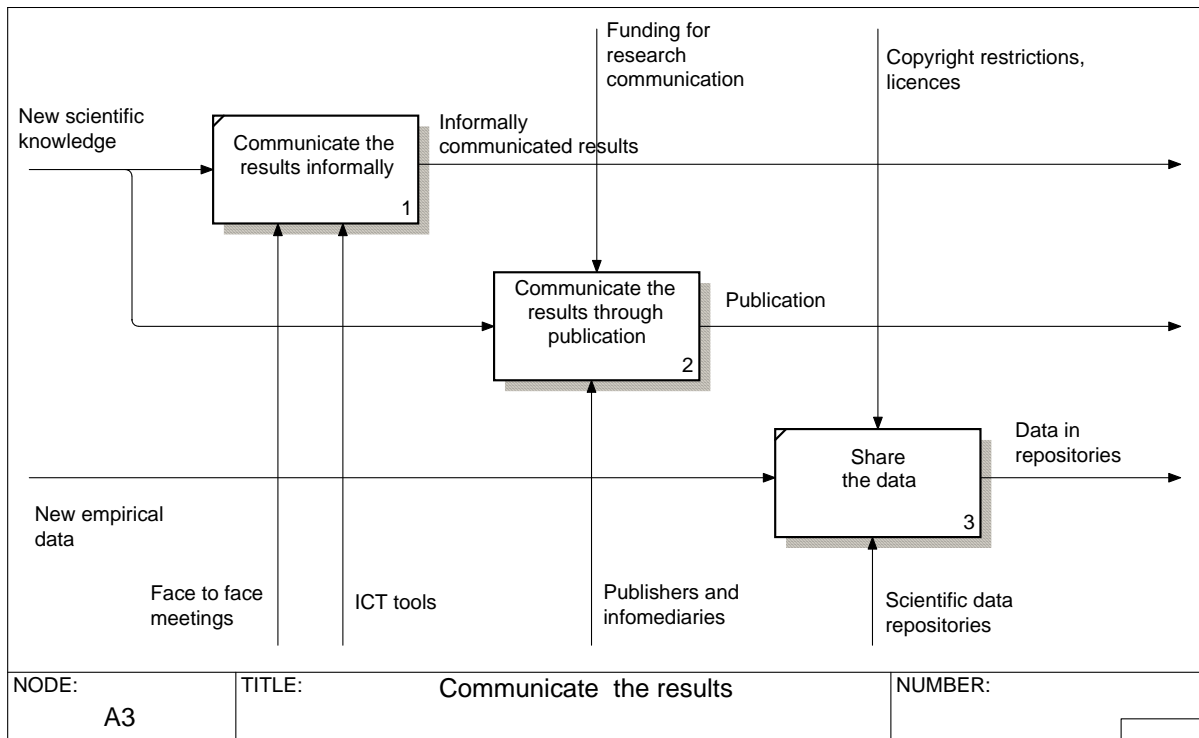 Funding for
research
communication
Copyright restrictions,
licences
New scientific
knowledge
Communicate the
results informally
1
Informally
communicated results
Communicate the
results through
publication
2
Publication
Share
the data
3
Data in
repositories
New empirical
data
Face to face
meetings
ICT tools
Publishers and
infomediaries
Scientific data
repositories
NODE:
A3
TITLE:
Communicate the results
NUMBER: